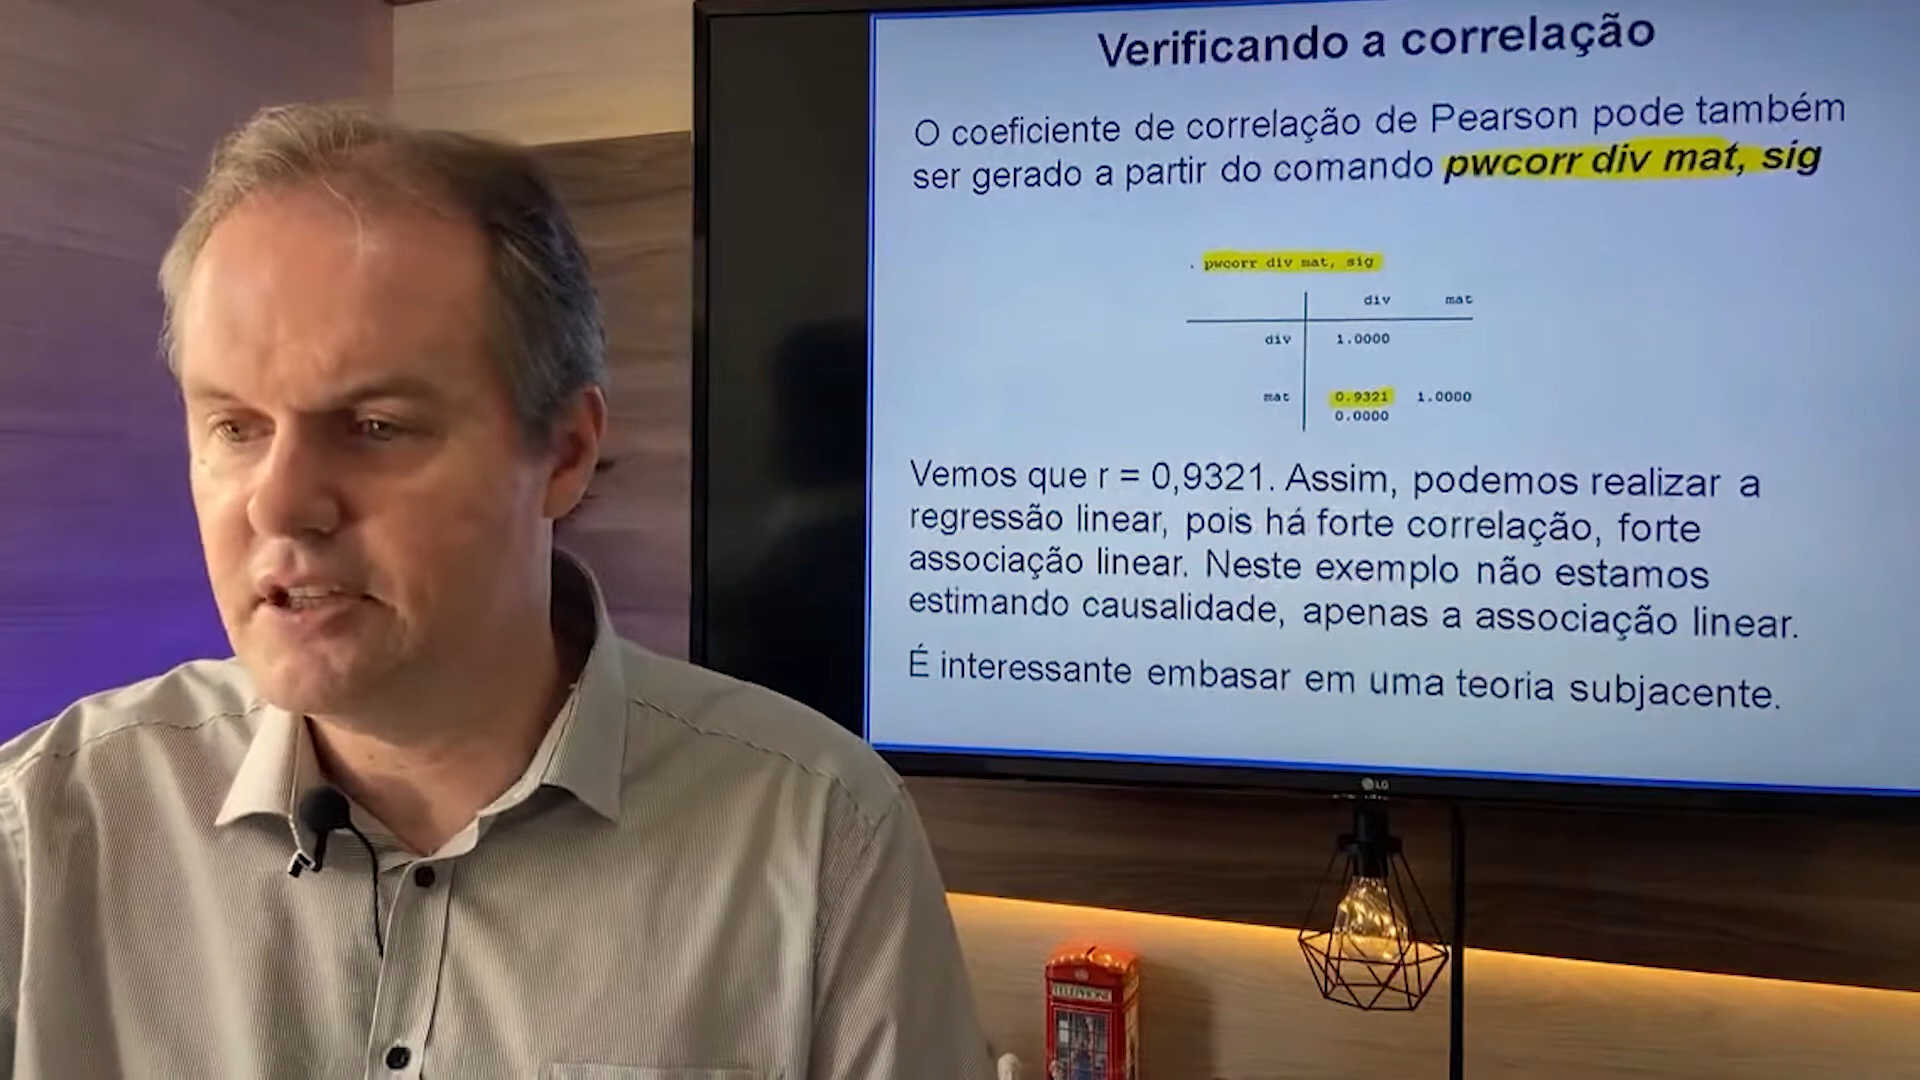 Verificando a correlação
O coeficiente de correlação de Pearson pode também
ser gerado a partir do comando pwcorr div mat, sig
. pwcorr div mat, sig
div mat
div 1.0000
mat 0.9321 1.0000
0.0000
Vemos que r = 0,9321. Assim, podemos realizar a
regressão linear, pois há forte correlação, forte
associação linear. Neste exemplo não estamos
estimando causalidade, apenas a associação linear.
É interessante embasar em uma teoria subjacente.
LG
TELEPHONE